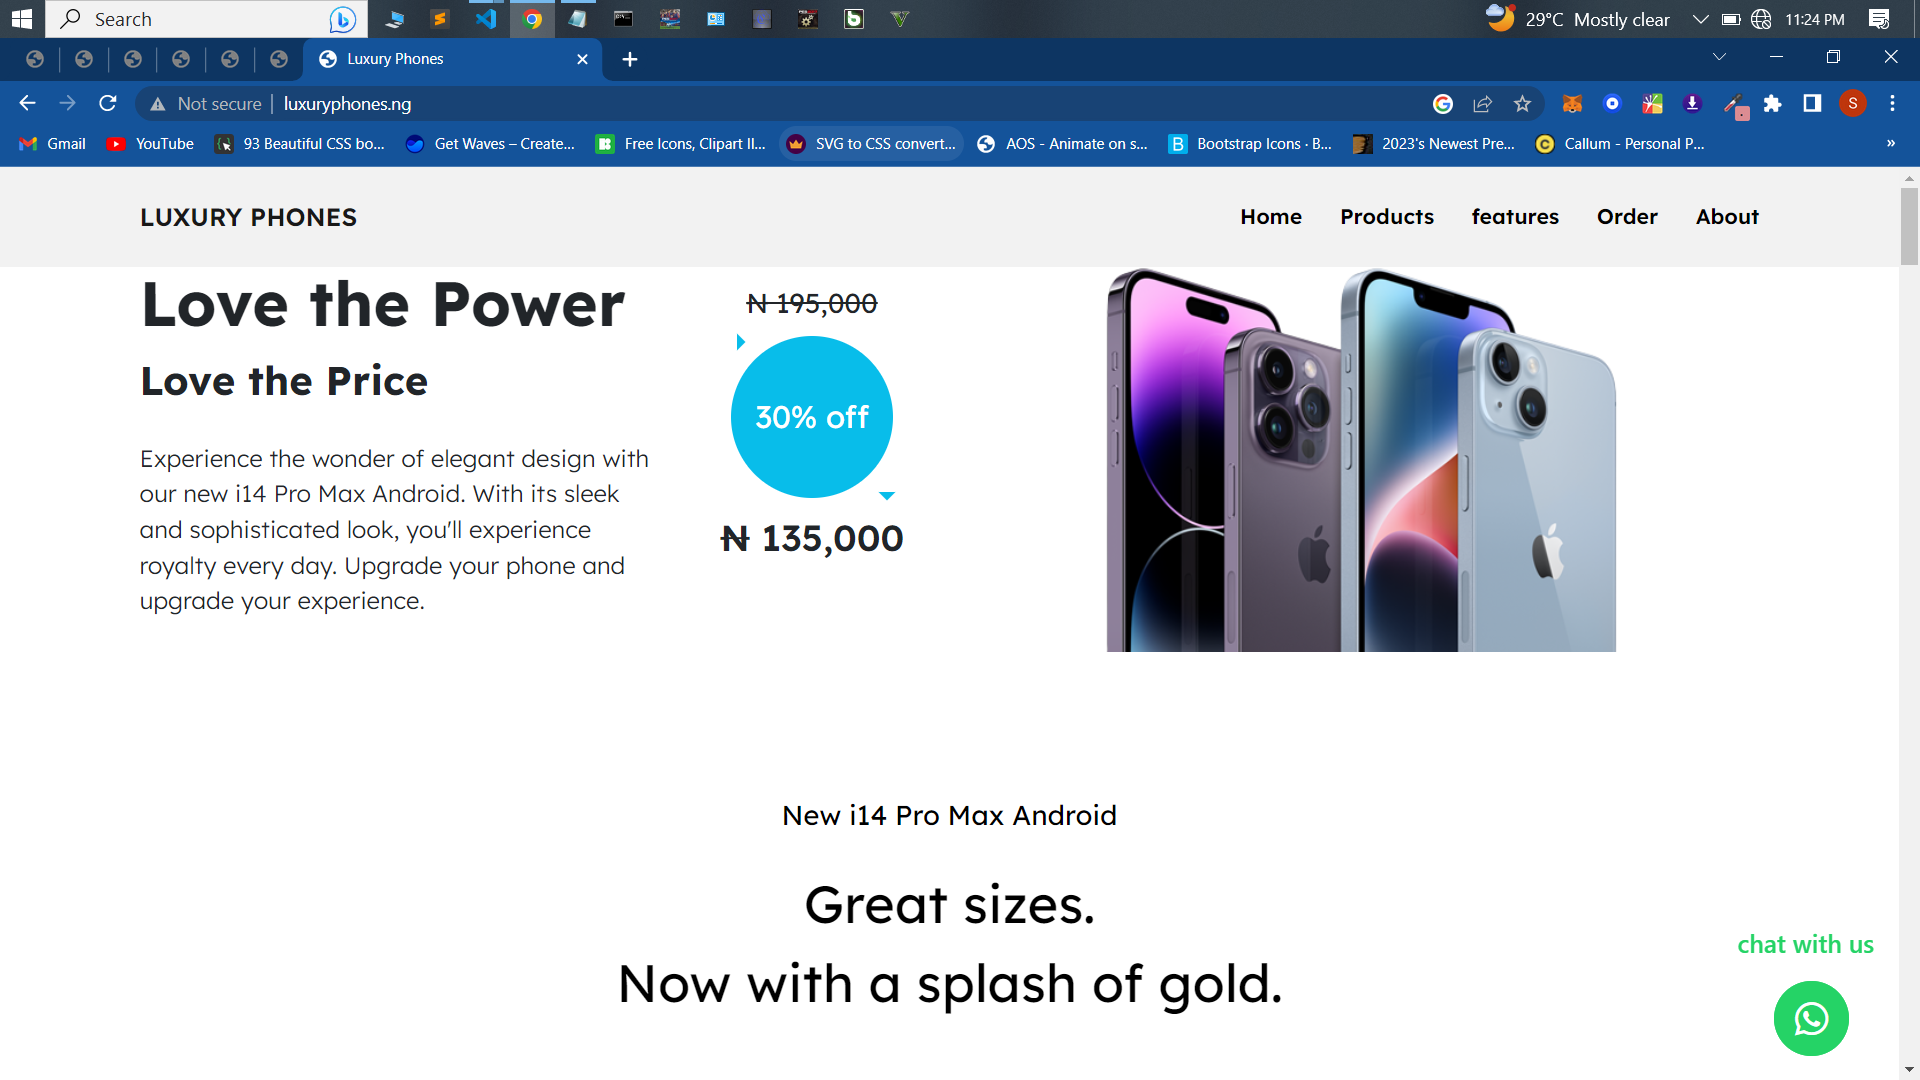 Search
29°C Mostly clear
11:24 PM
Luxury Phones
Not secure
luxuryphones.ng
S
Gmail
YouTube
93 Beautiful CSS bo...
Get Waves – Create...
Free Icons, Clipart Il...
SVG to CSS convert...
AOS - Animate on s...
Bootstrap Icons · B...
2023's Newest Pre...
Callum - Personal P...
»
LUXURY PHONES
Home
Products
features
Order
About
Love the Power
Love the Price
Experience the wonder of elegant design with
our new i14 Pro Max Android. With its sleek
and sophisticated look, you'll experience
royalty every day. Upgrade your phone and
upgrade your experience.
₦ 195,000
30% off
₦ 135,000
New i14 Pro Max Android
Great sizes.
Now with a splash of gold.
chat with us